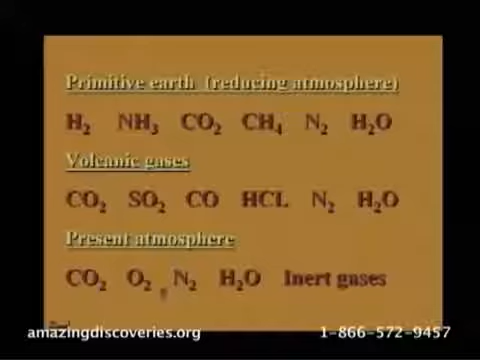 Primitive earth (reducing atmosphere)
H₂ NH₃ CO₂ CH₄ N₂ H₂O
Volcanic gases
CO₂ SO₂ CO HCL N₂ H₂O
Present atmosphere
CO₂ O₂ N₂ H₂O Inert gases
amazingdiscoveries.org 1-866-572-9457